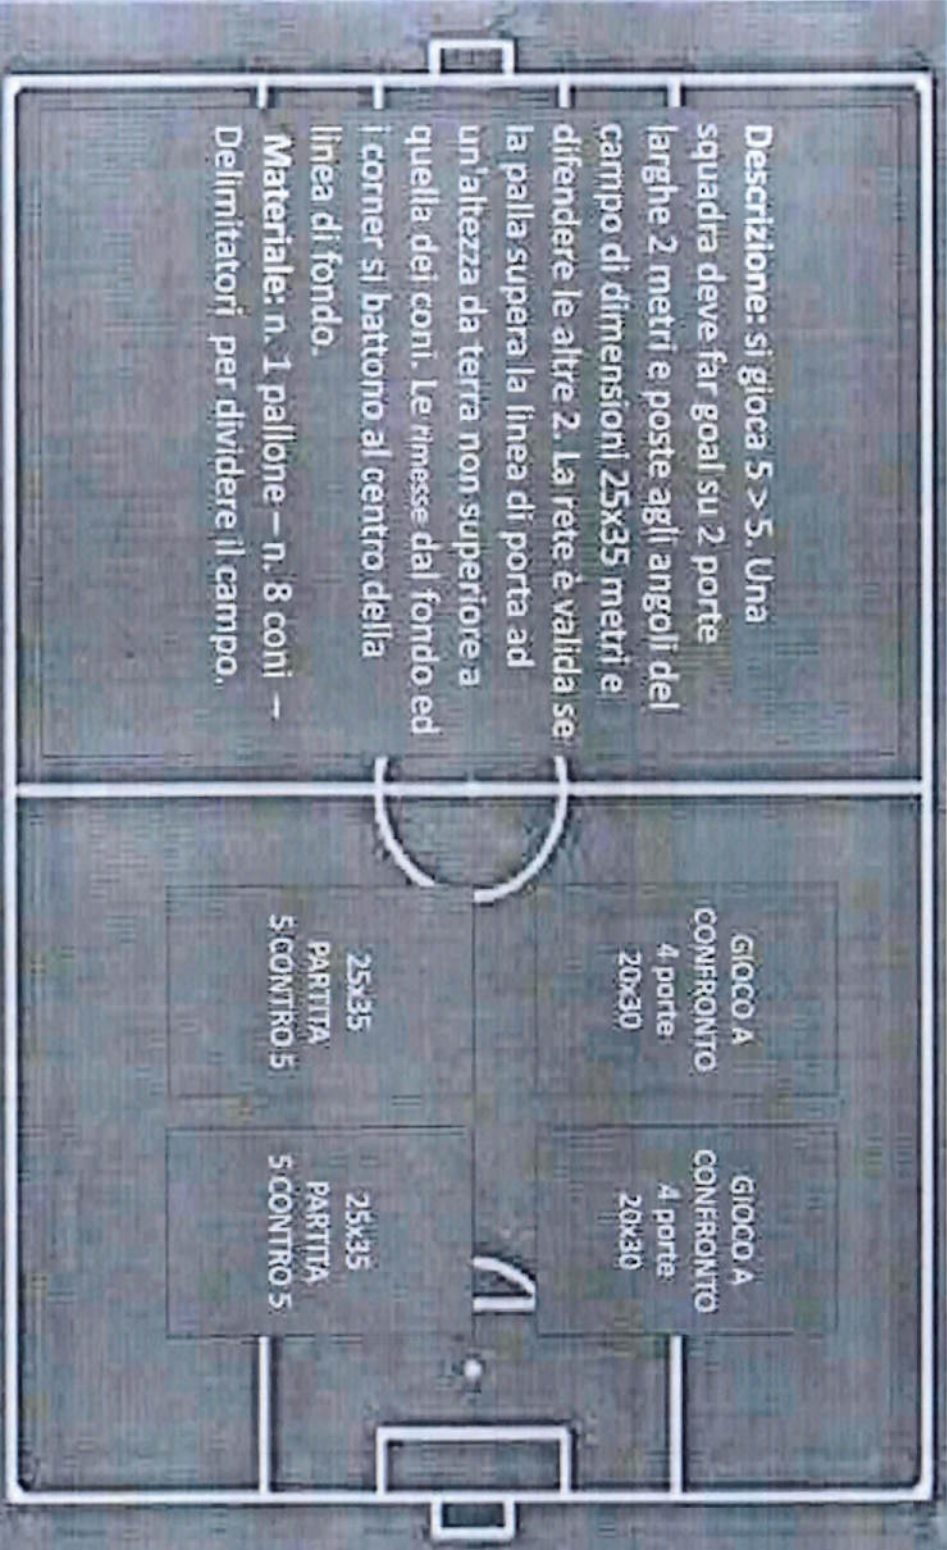 Descrizione: si gioca 5 > 5. Una
squadra deve far goal su 2 porte
larghe 2 metri e poste agli angoli del
campo di dimensioni 25x35 metri e
difendere le altre 2. La rete è valida se
la palla supera la linea di porta ad
un'altezza da terra non superiore a
quella dei coni. Le rimesse dal fondo ed
i corner si battono al centro della
linea di fondo.
Materiale: n. 1 pallone – n. 8 coni –
Delimitatori per dividere il campo.
GIOCO A
CONFRONTO
4 porte
20x30
GIOCO A
CONFRONTO
4 porte
20x30
25x35
PARTITA
5 CONTRO 5
25x35
PARTITA
5 CONTRO 5